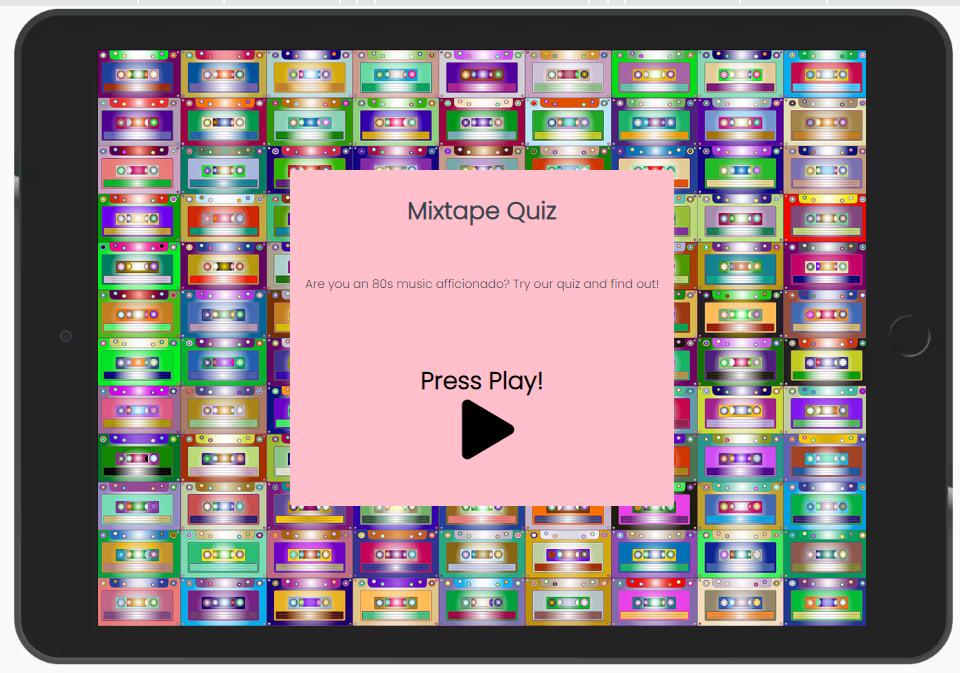 Mixtape Quiz
Are you an 80s music afficionado? Try our quiz and find out!
Press Play!